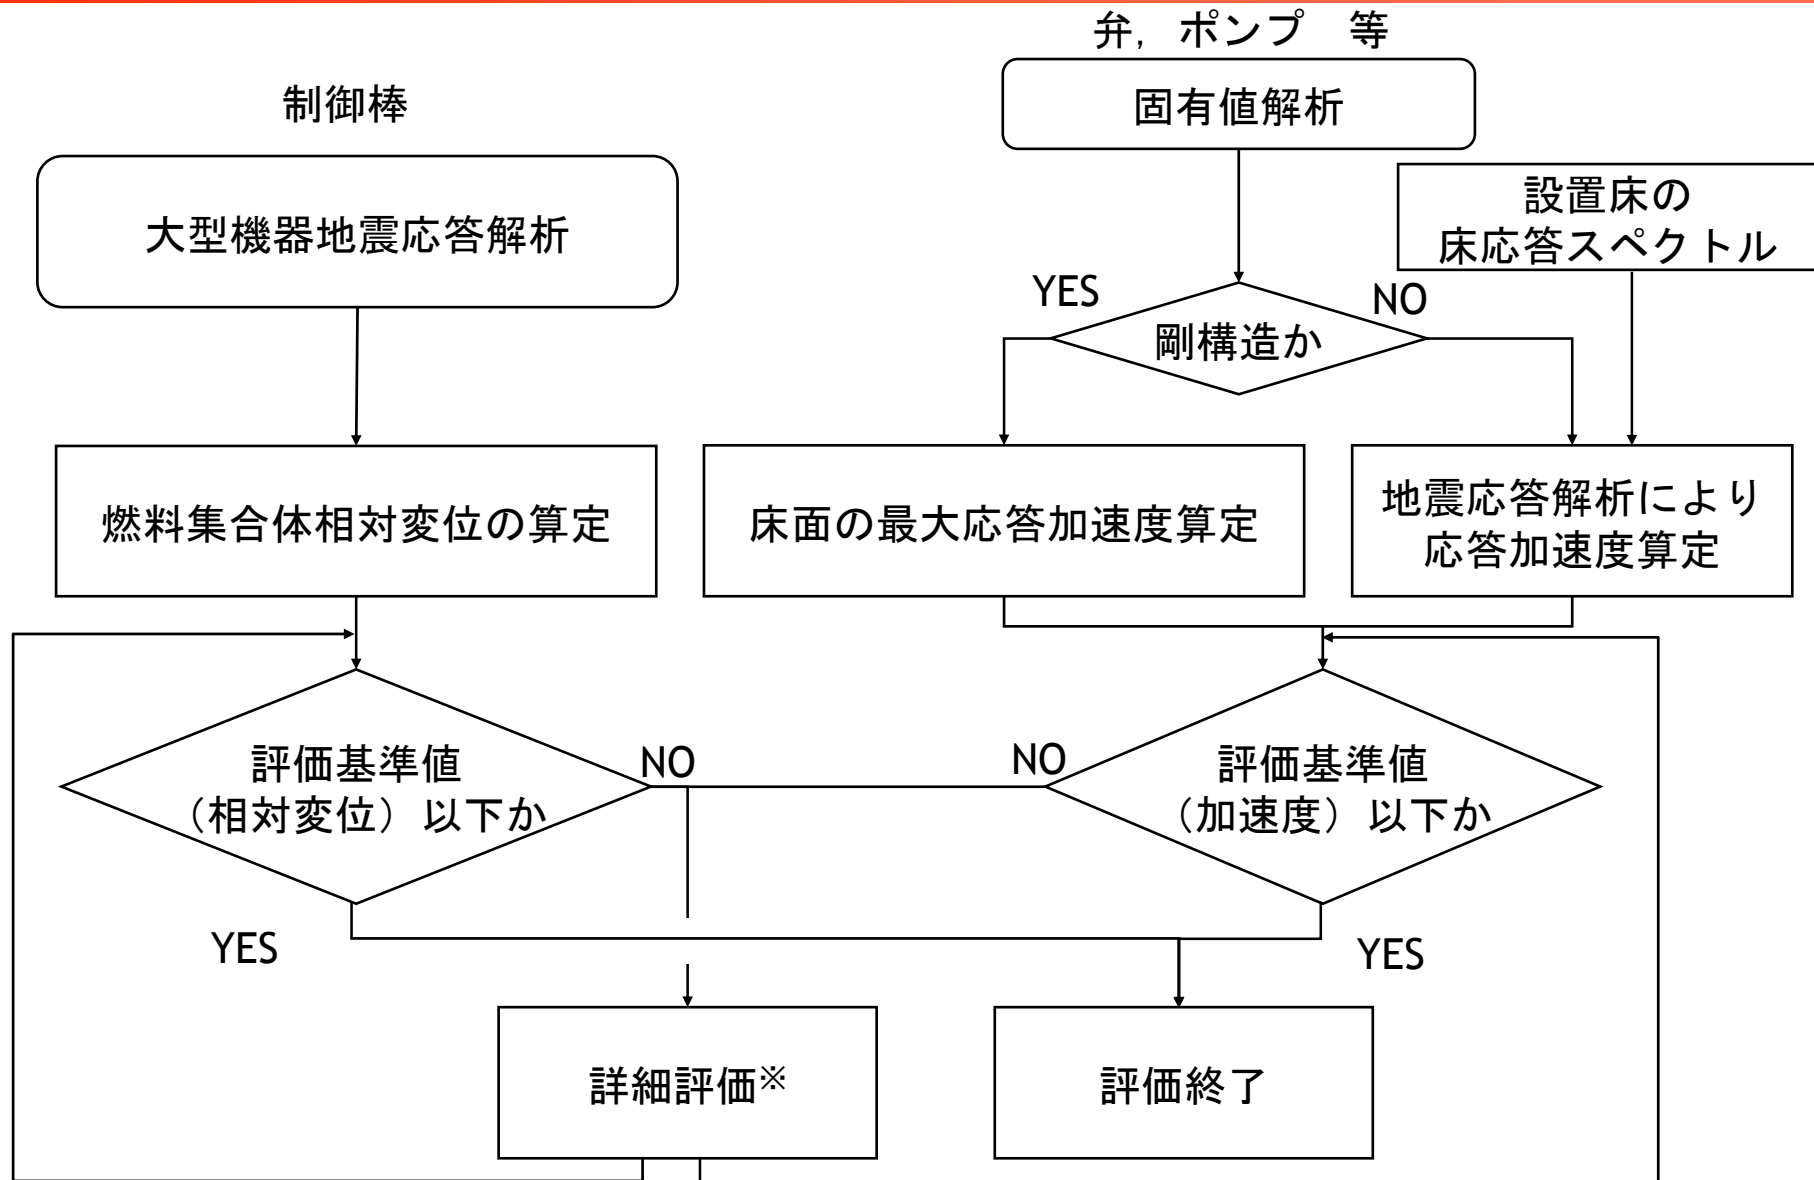 弁，ポンプ　等
制御棒
固有値解析
大型機器地震応答解析
設置床の
床応答スペクトル
YES
NO
剛構造か
燃料集合体相対変位の算定
床面の最大応答加速度算定
地震応答解析により
応答加速度算定
評価基準値
（相対変位）以下か
NO
NO
評価基準値
（加速度）以下か
YES
YES
詳細評価※
評価終了